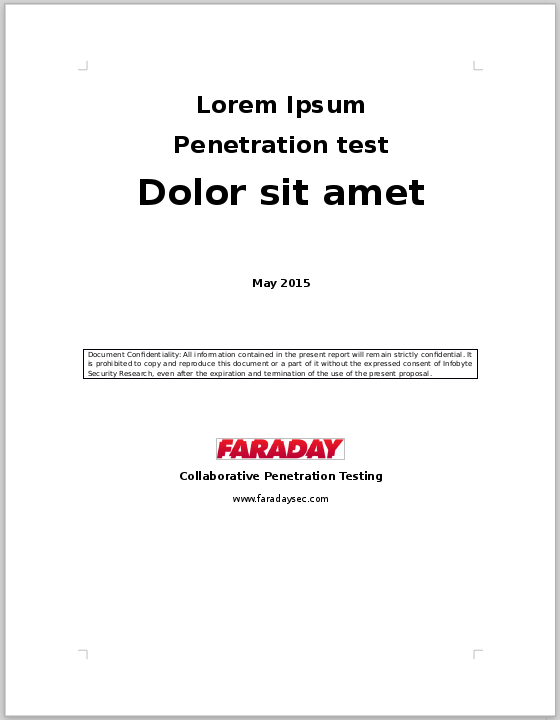 Lorem Ipsum
Penetration test
Dolor sit amet
May 2015
Document Confidentiality: All information contained in the present report will remain strictly confidential. It
is prohibited to copy and reproduce this document or a part of it without the expressed consent of Infobyte
Security Research, even after the expiration and termination of the use of the present proposal.
FARADAY
Collaborative Penetration Testing
www.faradaysec.com